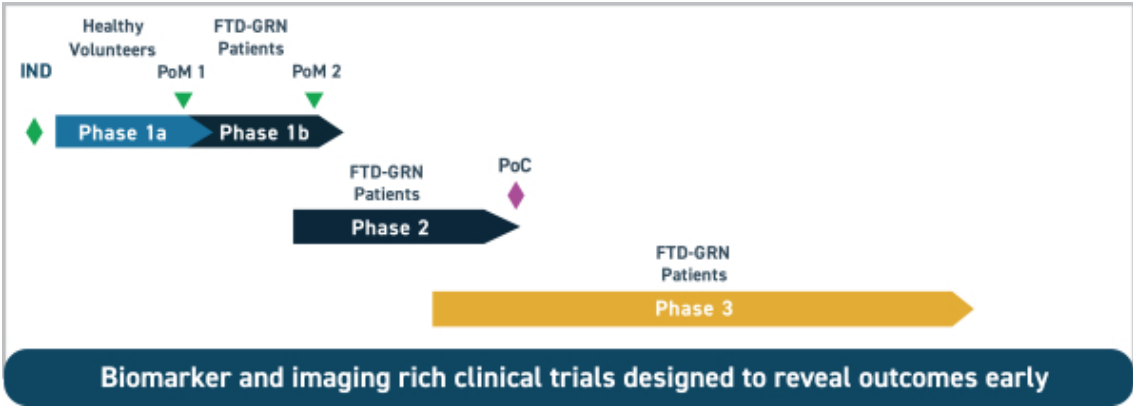 Healthy
Volunteers
FTD-GRN
Patients
IND
PoM 1
PoM 2
Phase 1a
Phase 1b
FTD-GRN
Patients
PoC
Phase 2
FTD-GRN
Patients
Phase 3
Biomarker and imaging rich clinical trials designed to reveal outcomes early